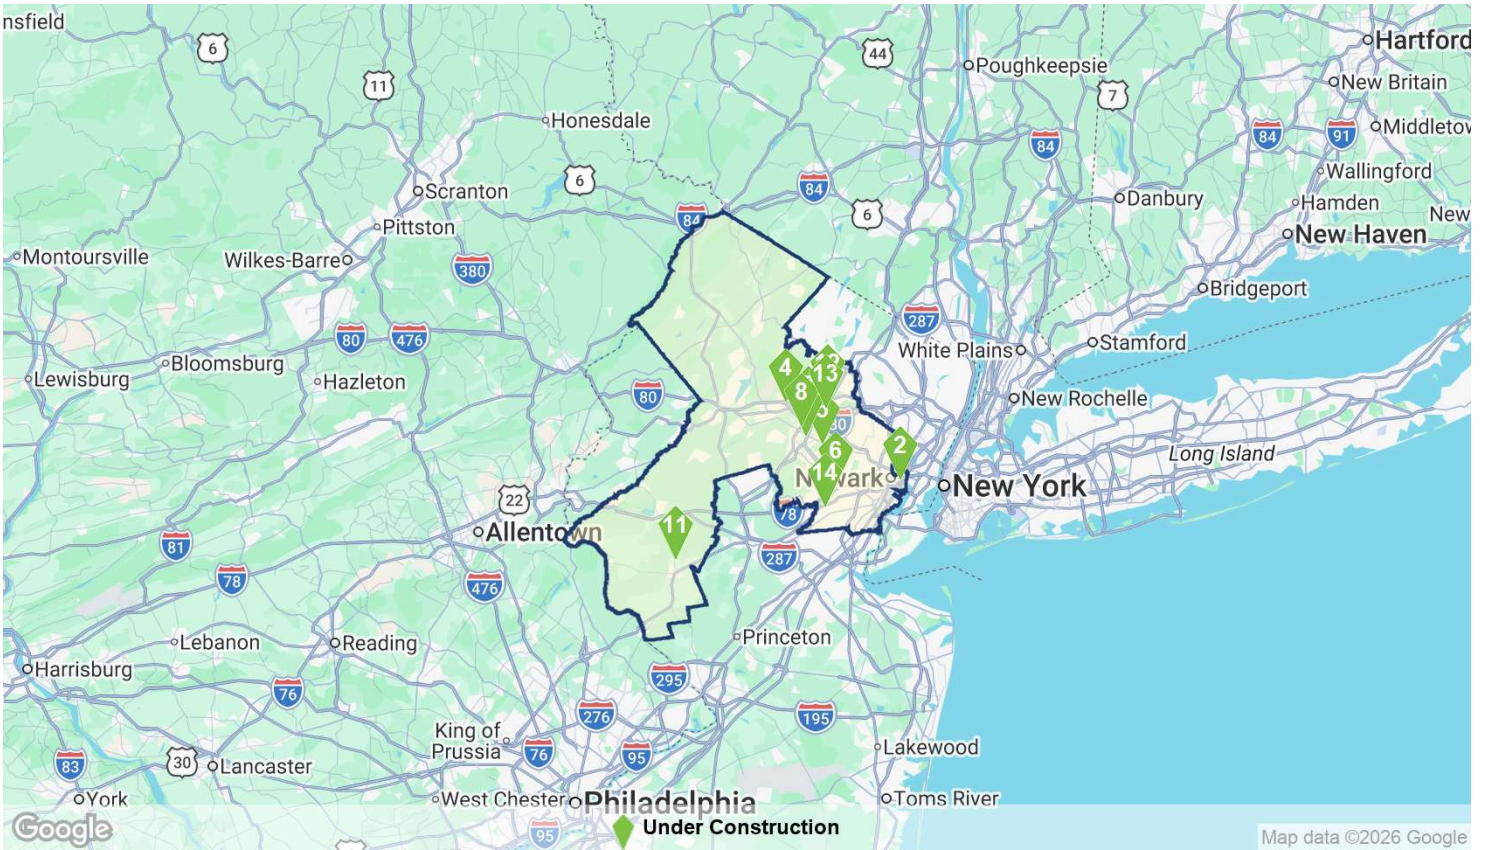 nsfield
6
44
Hartford
Poughkeepsie
New Britain
11
7
Honesdale
84
84
91
Middletow
6
84
Wallingford
Scranton
Danbury
Hamden
84
6
New
Pittston
New Haven
Montoursville
Wilkes-Barre
380
Bridgeport
287
80
476
White Plains
Stamford
Bloomsburg
4
13
Lewisburg
Hazleton
80
8
New Rochelle
80
6
2
Long Island
14
Newark
New York
22
78
11
Allentown
81
287
78
476
Princeton
Lebanon
Reading
Harrisburg
295
76
276
195
King of
Prussia
76
95
Lakewood
83
30
Lancaster
York
West Chester
Philadelphia
Toms River
Google
95
Under Construction
Map data ©2026 Google